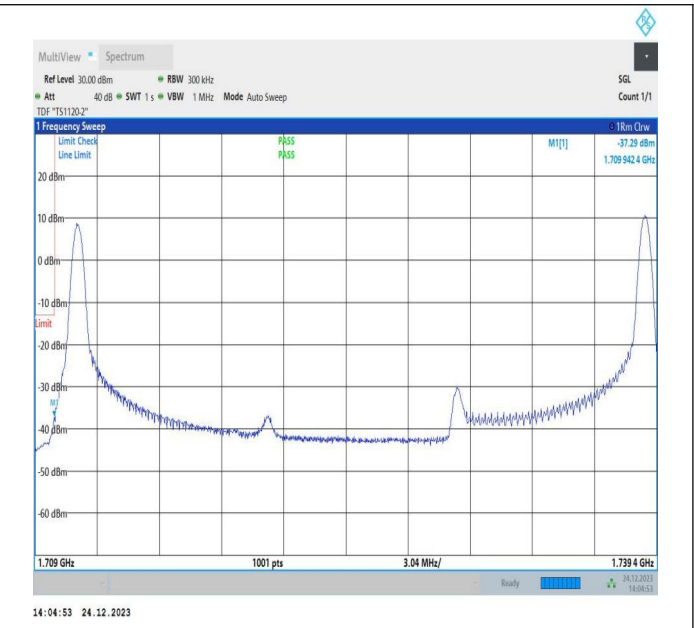 MultiView Spectrum
Ref Level 30.00 dBm RBW 300 kHz SGL
Att 40 dB SWT 1 s VBW 1 MHz Mode Auto Sweep Count 1/1
TDF "TS1120-2"
1 Frequency Sweep 1Rm Clrw
Limit Check PASS M1[1] -37.29 dBm
Line Limit PASS 1.709 942 4 GHz
20 dBm
10 dBm
0 dBm
-10 dBm
Limit
-20 dBm
-30 dBm
M1
-40 dBm
-50 dBm
-60 dBm
1.709 GHz 1001 pts 3.04 MHz/ 1.739 4 GHz
Ready 24.12.2023
14:04:53
14:04:53 24.12.2023